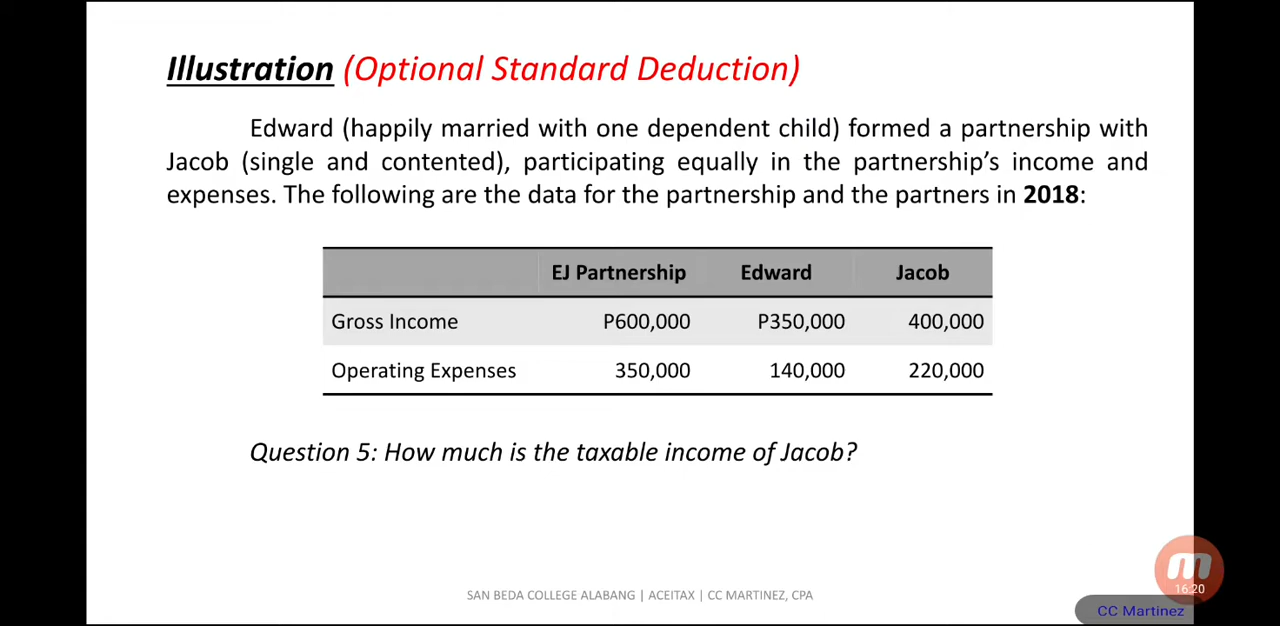 Illustration (Optional Standard Deduction)
Edward (happily married with one dependent child) formed a partnership with
Jacob (single and contented), participating equally in the partnership's income and
expenses. The following are the data for the partnership and the partners in 2018:
EJ Partnership Edward Jacob
Gross Income P600,000 P350,000 400,000
Operating Expenses 350,000 140,000 220,000
Question 5: How much is the taxable income of Jacob?
16:20
SAN BEDA COLLEGE ALABANG | ACEITAX | CC MARTINEZ, CPA
CC Martinez